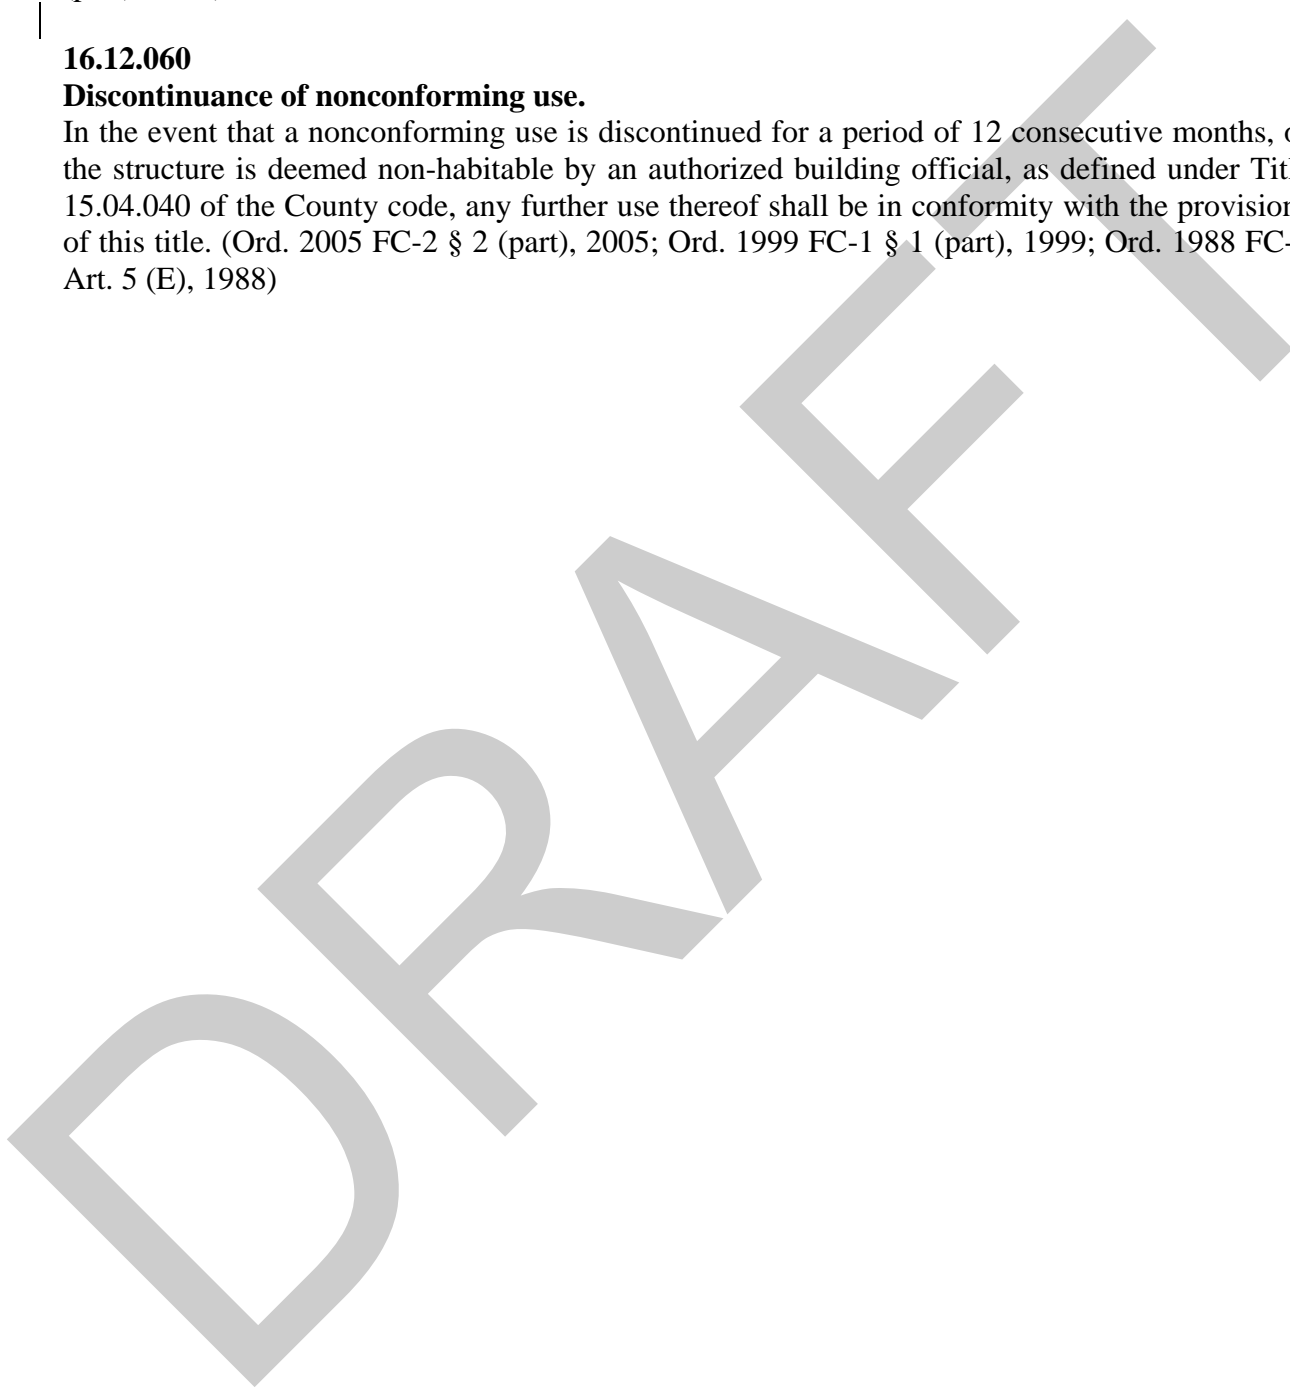 16.12.060
Discontinuance of nonconforming use.
In the event that a nonconforming use is discontinued for a period of 12 consecutive months,
the structure is deemed non-habitable by an authorized building official, as defined under
15.04.040 of the County code, any further use thereof shall be in conformity with the
of this title. (Ord. 2005 FC-2 § 2 (part), 2005; Ord. 1999 FC-1 § 1 (part), 1999; Ord. 1988 FC-
Art. 5 (E), 1988)
DRAFT